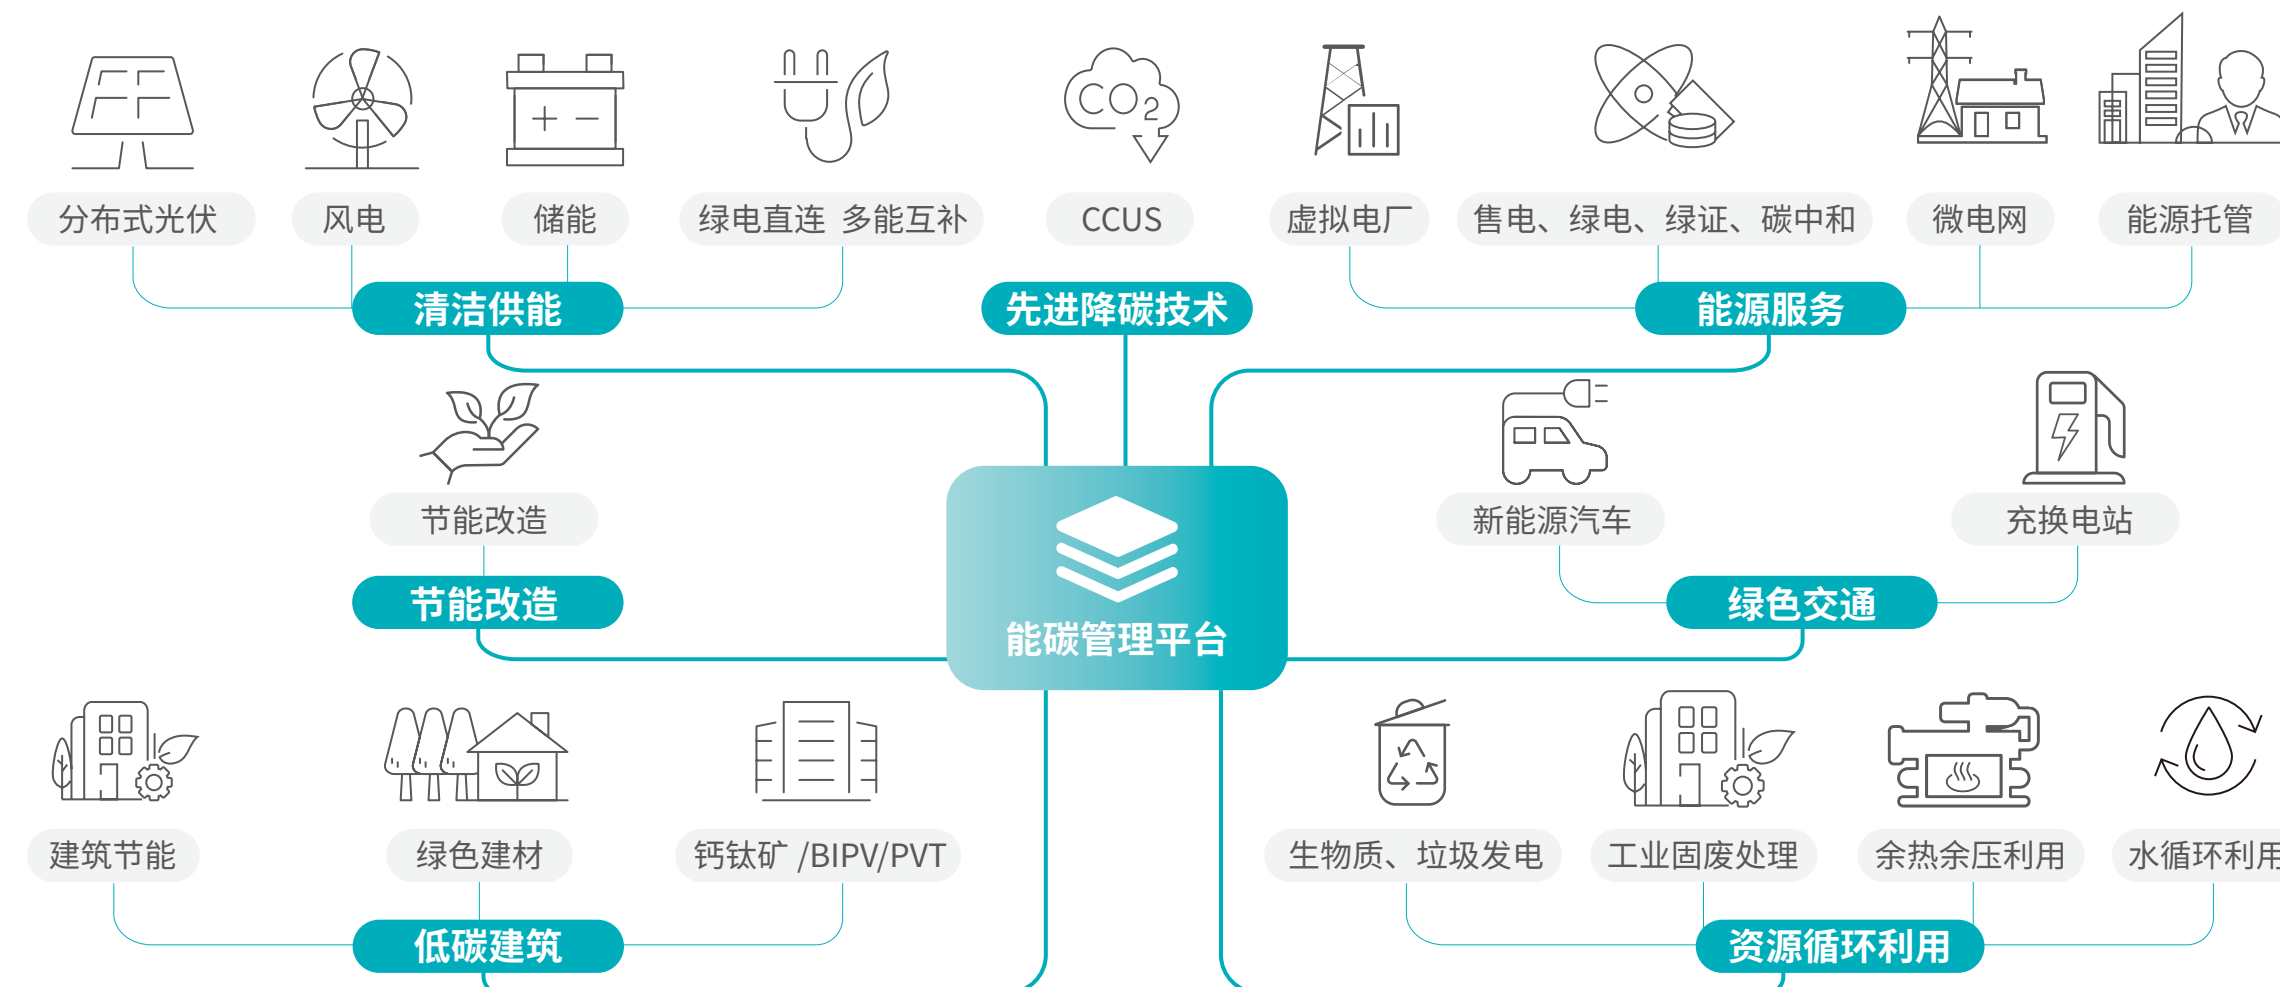 CO2
分布式光伏
风电
储能
绿电直连 多能互补
CCUS
虚拟电厂
售电、绿电、绿证、碳中和
微电网
能源托管
清洁供能
先进降碳技术
能源服务
节能改造
新能源汽车
充换电站
节能改造
绿色交通
能碳管理平台
建筑节能
绿色建材
钙钛矿 /BIPV/PVT
生物质、垃圾发电
工业固废处理
余热余压利用
水循环利用
低碳建筑
资源循环利用